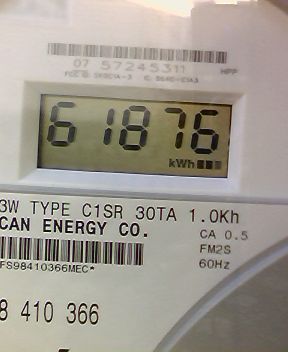 07 57245311
HPP
61876
kWh
3W TYPE C1SR 30TA 1.0Kh
CAN ENERGY CO.
CA 0.5
FM2S
60Hz
FS98410366MEC*
8 410 366